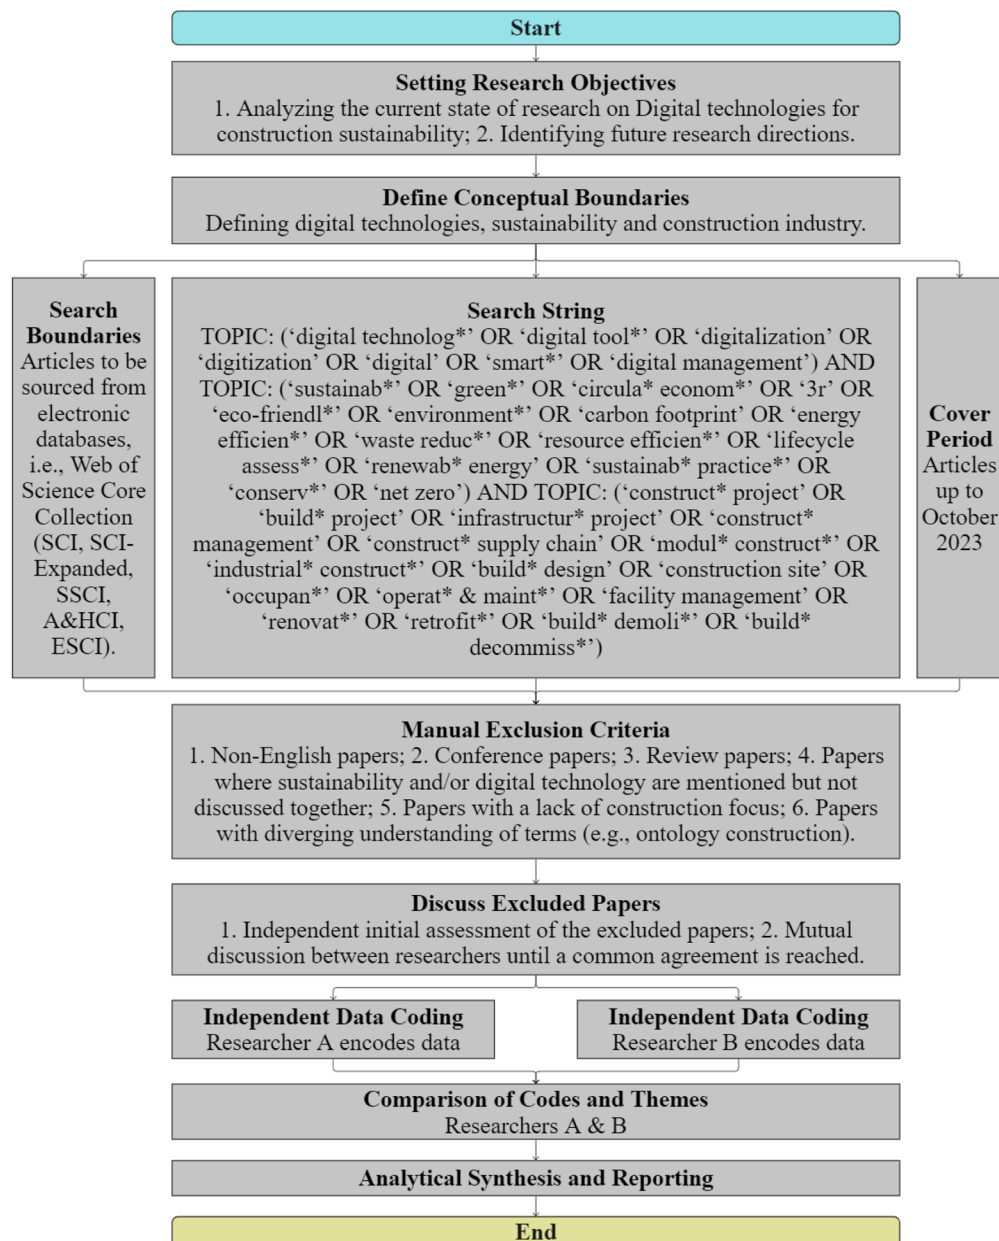 Start
Setting Research Objectives
1. Analyzing the current state of research on Digital technologies for
construction sustainability; 2. Identifying future research directions.
Define Conceptual Boundaries
Defining digital technologies, sustainability and construction industry.
Search
Boundaries
Articles to be
sourced from
electronic
databases,
i.e., Web of
Science Core
Collection
(SCI, SCI-
Expanded,
SSCI,
A&HCI,
ESCI).
Search String
TOPIC: (‘digital technolog*’ OR ‘digital tool*’ OR ‘digitalization’ OR
‘digitization’ OR ‘digital’ OR ‘smart*’ OR ‘digital management’) AND
TOPIC: (‘sustainab*’ OR ‘green*’ OR ‘circula* econom*’ OR ‘3r’ OR
‘eco-friendl*’ OR ‘environment*’ OR ‘carbon footprint’ OR ‘energy
efficien*’ OR ‘waste reduc*’ OR ‘resource efficien*’ OR ‘lifecycle
assess*’ OR ‘renewab* energy’ OR ‘sustainab* practice*’ OR
‘conserv*’ OR ‘net zero’) AND TOPIC: (‘construct* project’ OR
‘build* project’ OR ‘infrastructur* project’ OR ‘construct*
management’ OR ‘construct* supply chain’ OR ‘modul* construct*’ OR
‘industrial* construct*’ OR ‘build* design’ OR ‘construction site’ OR
‘occupan*’ OR ‘operat* & maint*’ OR ‘facility management’ OR
‘renovat*’ OR ‘retrofit*’ OR ‘build* demoli*’ OR ‘build*
decommiss*’)
Cover
Period
Articles
up to
October
2023
Manual Exclusion Criteria
1. Non-English papers; 2. Conference papers; 3. Review papers; 4. Papers
where sustainability and/or digital technology are mentioned but not
discussed together; 5. Papers with a lack of construction focus; 6. Papers
with diverging understanding of terms (e.g., ontology construction).
Discuss Excluded Papers
1. Independent initial assessment of the excluded papers; 2. Mutual
discussion between researchers until a common agreement is reached.
Independent Data Coding
Researcher A encodes data
Independent Data Coding
Researcher B encodes data
Comparison of Codes and Themes
Researchers A & B
Analytical Synthesis and Reporting
End